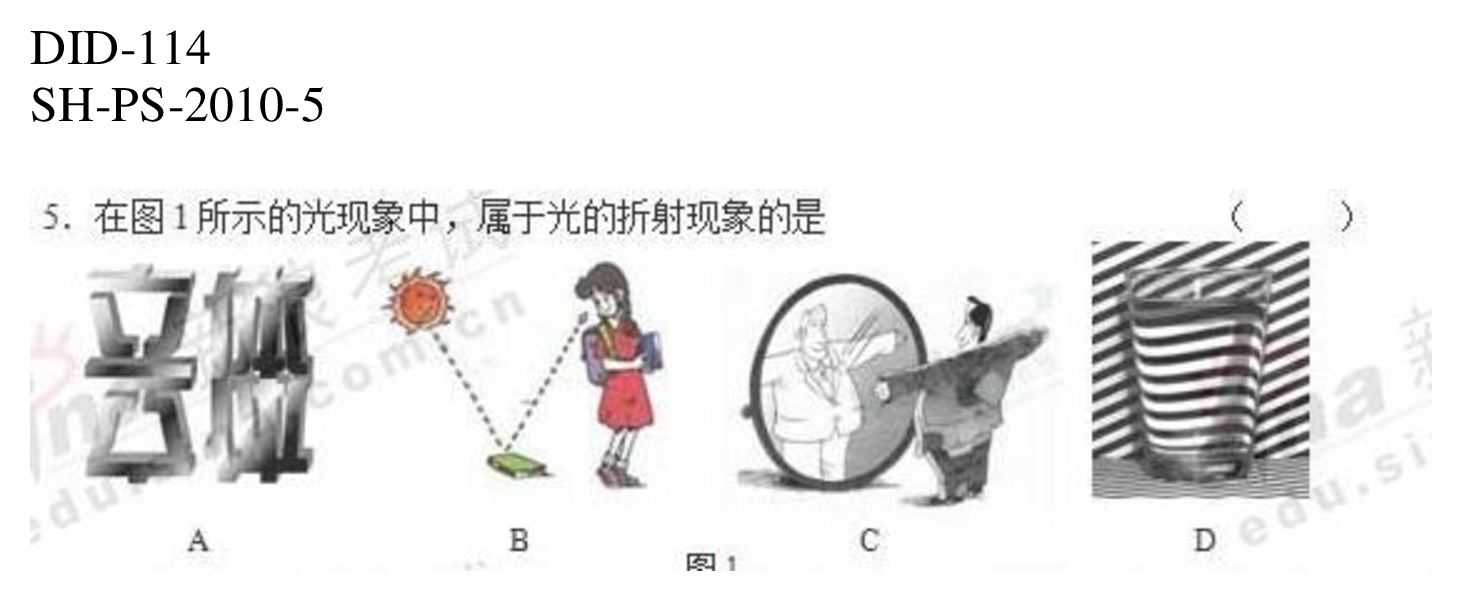 DID-114
SH-PS-2010-5
5. 在图1所示的光现象中，属于光的折射现象的是 （ ）
立体
A B C D
图1